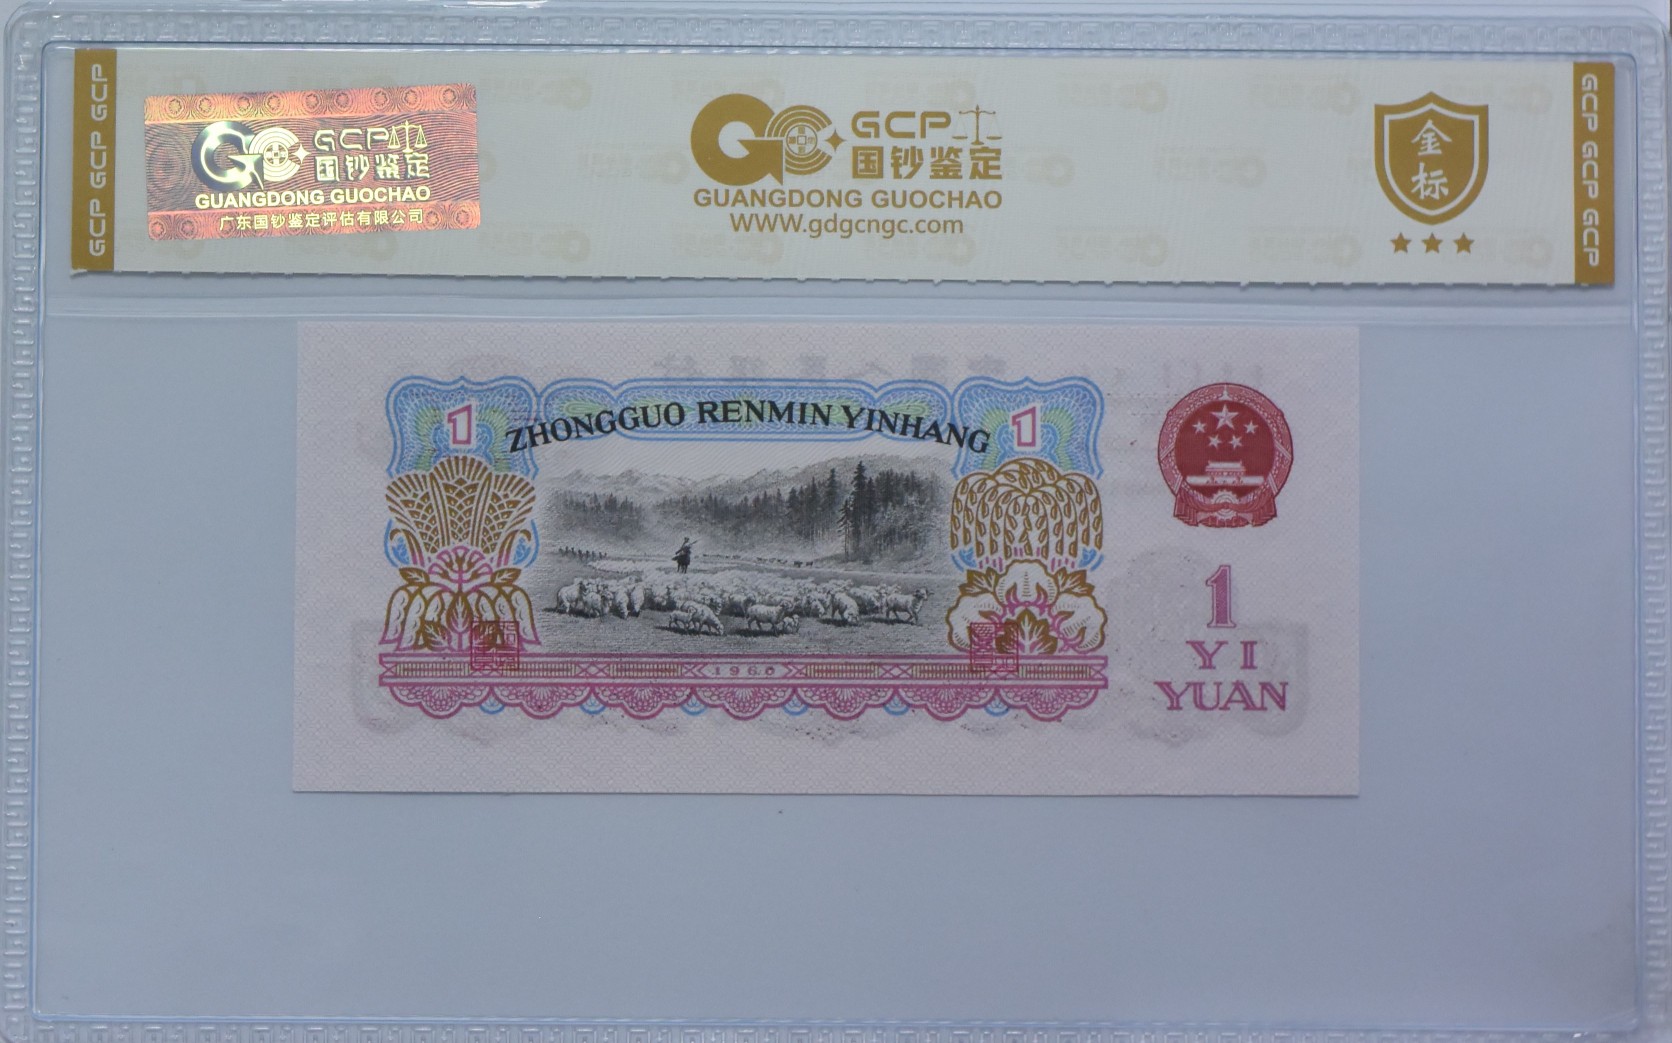 GCP GCP GCP
GCP
国钞鉴定
GUANGDONG GUOCHAO
广东国钞鉴定评估有限公司
GCP
国钞鉴定
GUANGDONG GUOCHAO
WWW.gdgcngc.com
金标
GCP GCP GCP
1
ZHONGGUO RENMIN YINHANG
1
1960
1
YI
YUAN